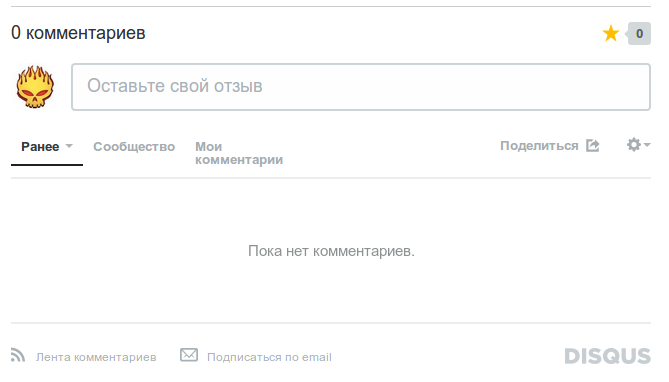 0 комментариев
0
Оставьте свой отзыв
Ранее Сообщество Мои комментарии
Поделиться
Пока нет комментариев.
Лента комментариев Подписаться по email DISQUS